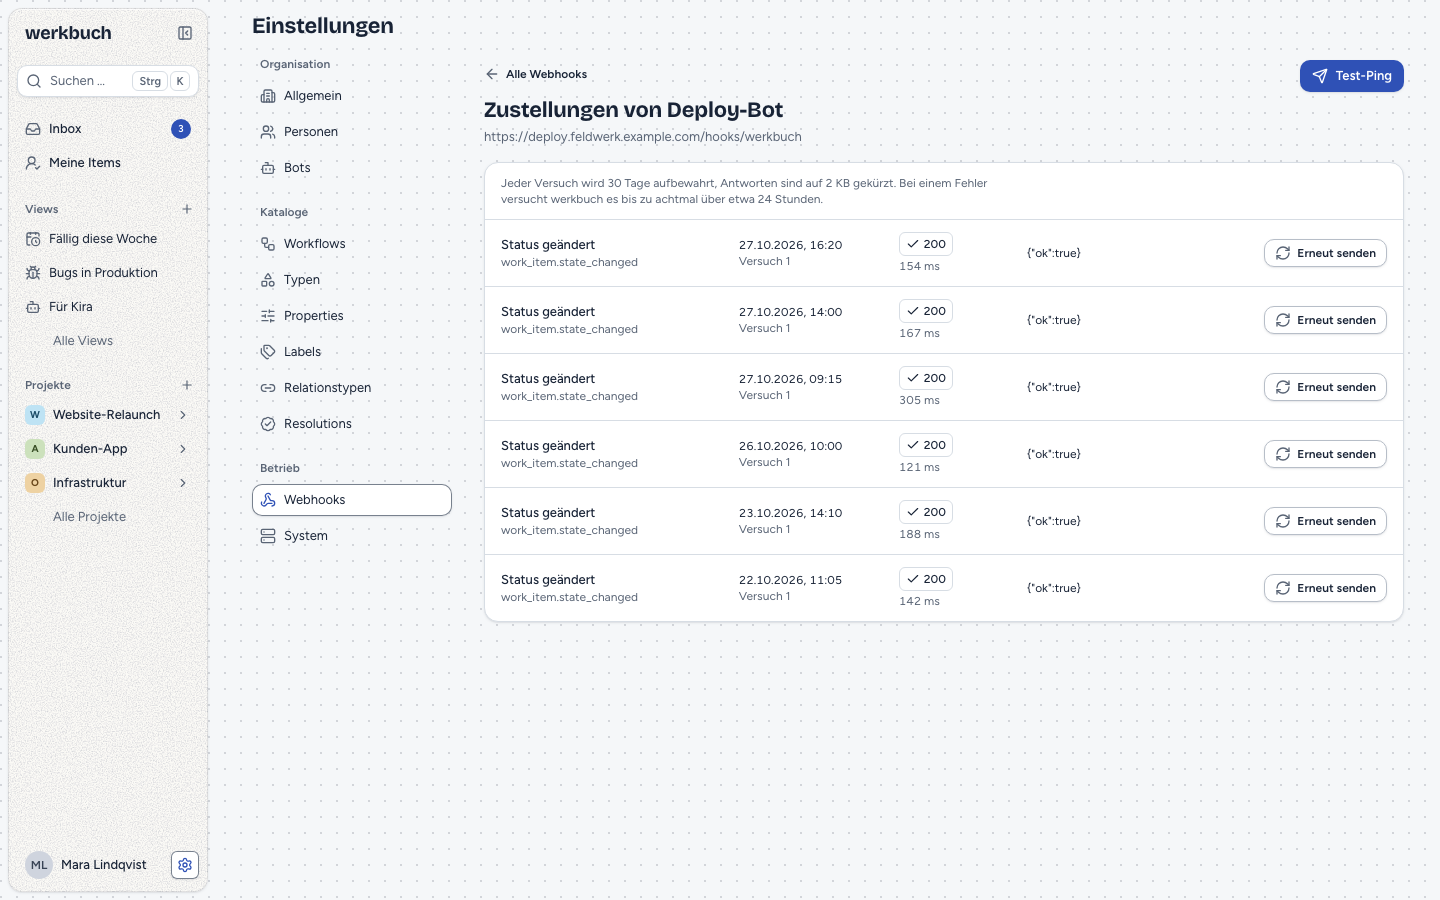 werkbuch
Suchen ... Strg K
Inbox 3
Meine Items
Views
Fällig diese Woche
Bugs in Produktion
Für Kira
Alle Views
Projekte
W Website-Relaunch
A Kunden-App
O Infrastruktur
Alle Projekte
ML Mara Lindqvist
Einstellungen
Organisation
Allgemein
Personen
Bots
Kataloge
Workflows
Typen
Properties
Labels
Relationstypen
Resolutions
Betrieb
Webhooks
System
Alle Webhooks
Test-Ping
Zustellungen von Deploy-Bot
https://deploy.feldwerk.example.com/hooks/werkbuch
Jeder Versuch wird 30 Tage aufbewahrt, Antworten sind auf 2 KB gekürzt. Bei einem Fehler
versucht werkbuch es bis zu achtmal über etwa 24 Stunden.
Status geändert 27.10.2026, 16:20 200 {"ok":true} Erneut senden
work_item.state_changed Versuch 1 154 ms
Status geändert 27.10.2026, 14:00 200 {"ok":true} Erneut senden
work_item.state_changed Versuch 1 167 ms
Status geändert 27.10.2026, 09:15 200 {"ok":true} Erneut senden
work_item.state_changed Versuch 1 305 ms
Status geändert 26.10.2026, 10:00 200 {"ok":true} Erneut senden
work_item.state_changed Versuch 1 121 ms
Status geändert 23.10.2026, 14:10 200 {"ok":true} Erneut senden
work_item.state_changed Versuch 1 188 ms
Status geändert 22.10.2026, 11:05 200 {"ok":true} Erneut senden
work_item.state_changed Versuch 1 142 ms